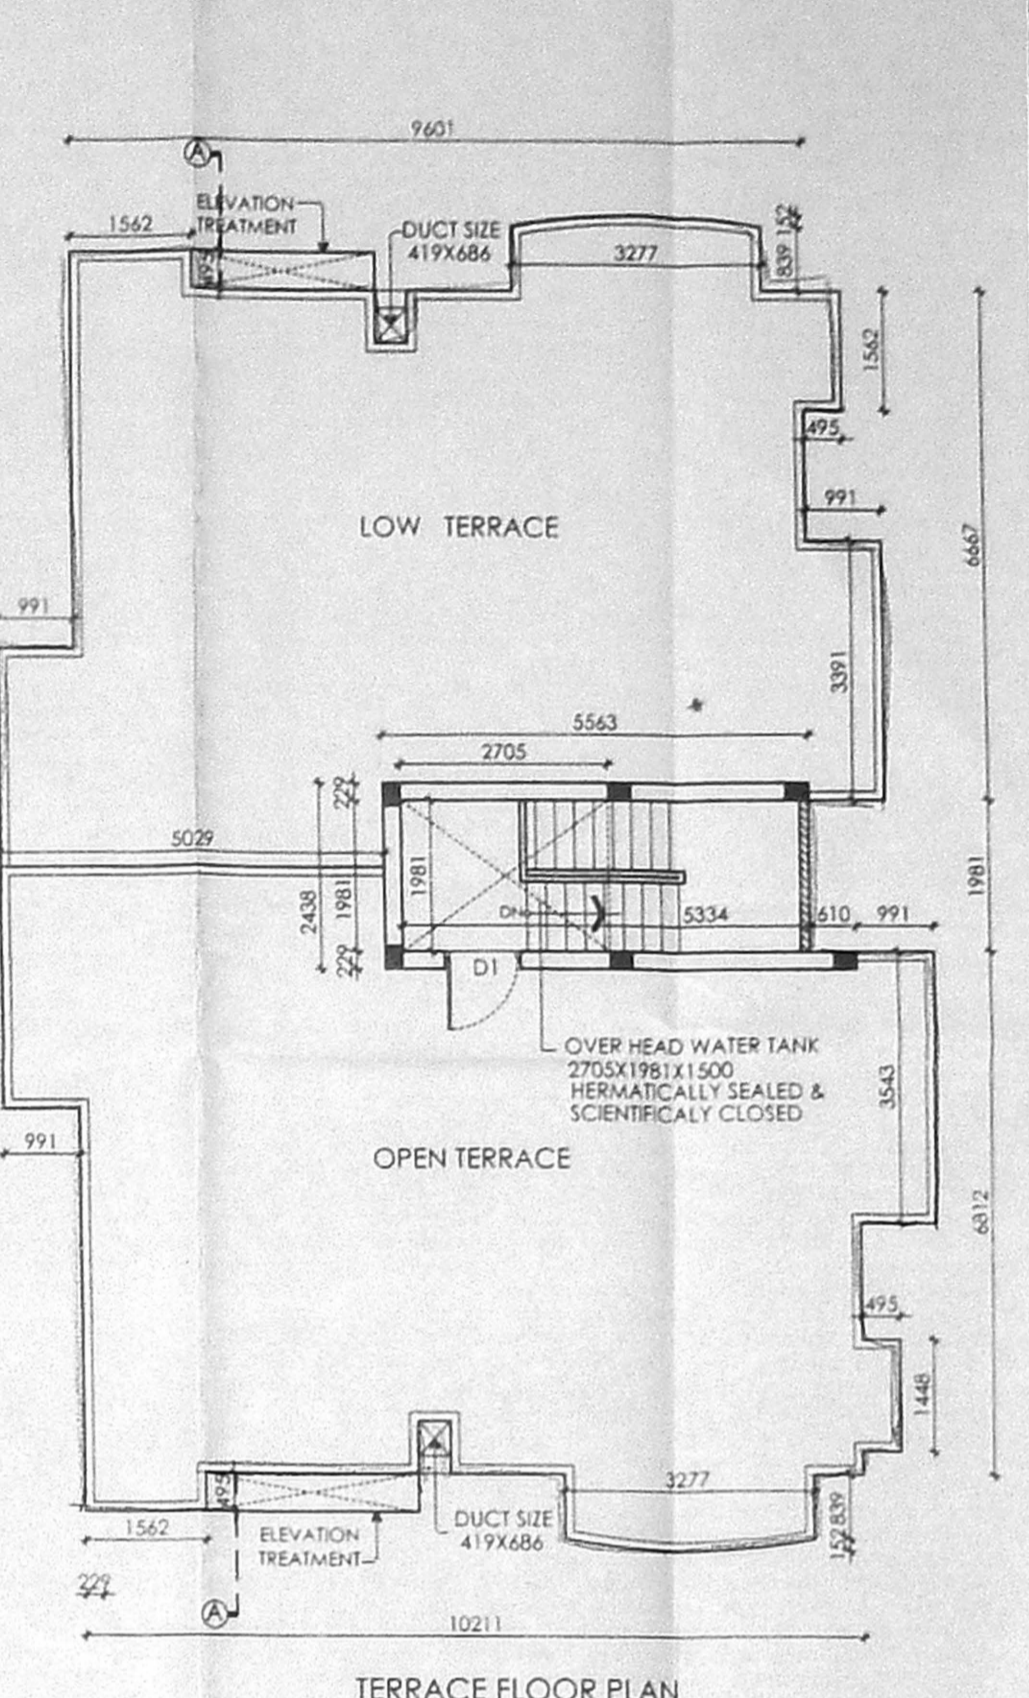 9601
A
ELEVATION
TREATMENT
1562
DUCT SIZE
419X686
152
839
3277
495
1562
495
991
LOW TERRACE
6667
991
3391
5563
2705
229
5029
1981
2438
1981
1981
DN
5334
610
991
229
D1
OVER HEAD WATER TANK
2705X1981X1500
HERMATICALLY SEALED &
SCIENTIFICALY CLOSED
3543
991
OPEN TERRACE
6812
495
1448
495
3277
839
152
1562
ELEVATION
TREATMENT
DUCT SIZE
419X686
229
A
10211
TERRACE FLOOR PLAN